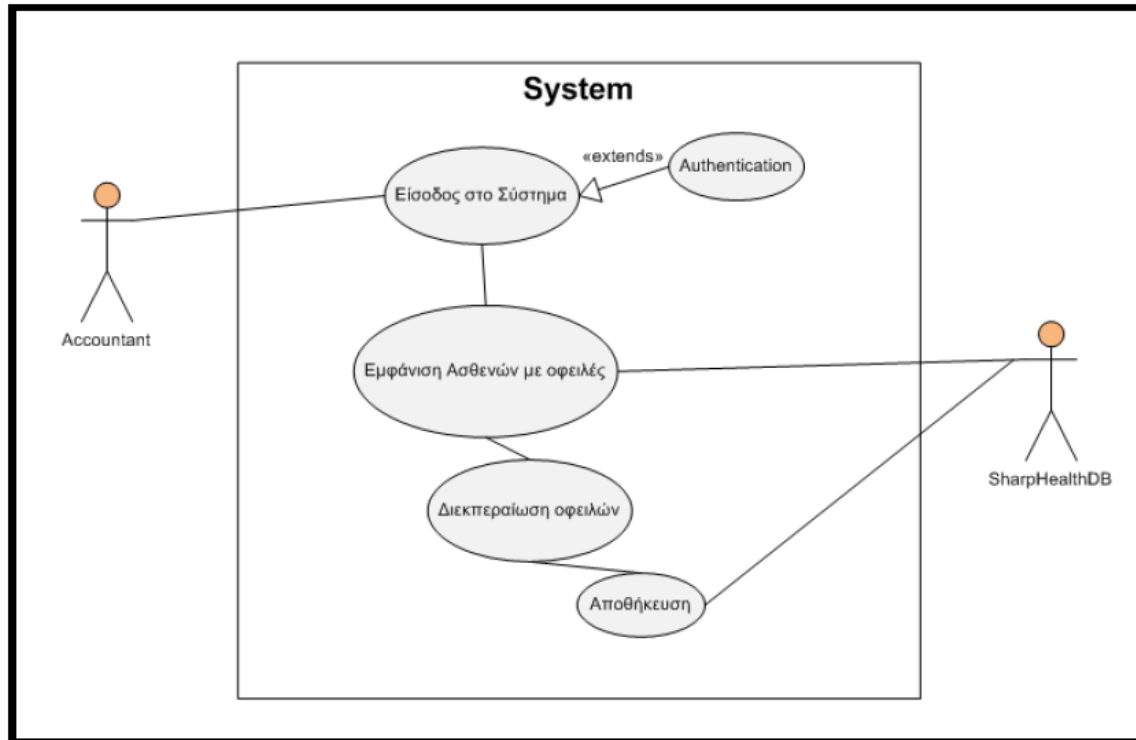 System
«extends»
Authentication
Είσοδος στο Σύστημα
Accountant
Εμφάνιση Ασθενών με οφειλές
SharpHealthDB
Διεκπεραίωση οφειλών
Αποθήκευση